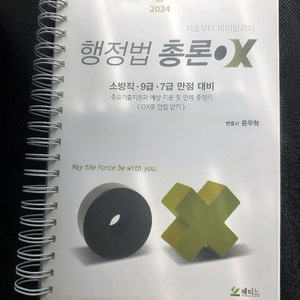 2024
기초부터 파이널까지
행정법 총론 OX
소방직·9급·7급 만점 대비
중요기출지문과 예상 지문 및 판례 총정리
(OX로 만점 받기)
변호사 윤우혁
May the force be with you.
메티스